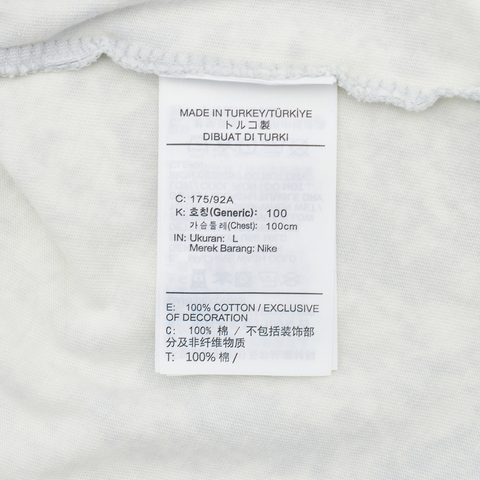 MADE IN TURKEY/TÜRKİYE
トルコ製
DIBUAT DI TURKI
C: 175/92A
K: 호칭(Generic): 100
가슴둘레(Chest): 100cm
IN: Ukuran: L
Merek Barang: Nike
E: 100% COTTON / EXCLUSIVE
OF DECORATION
C: 100% 棉 / 不包括装饰部
分及非纤维物质
T: 100% 棉 /